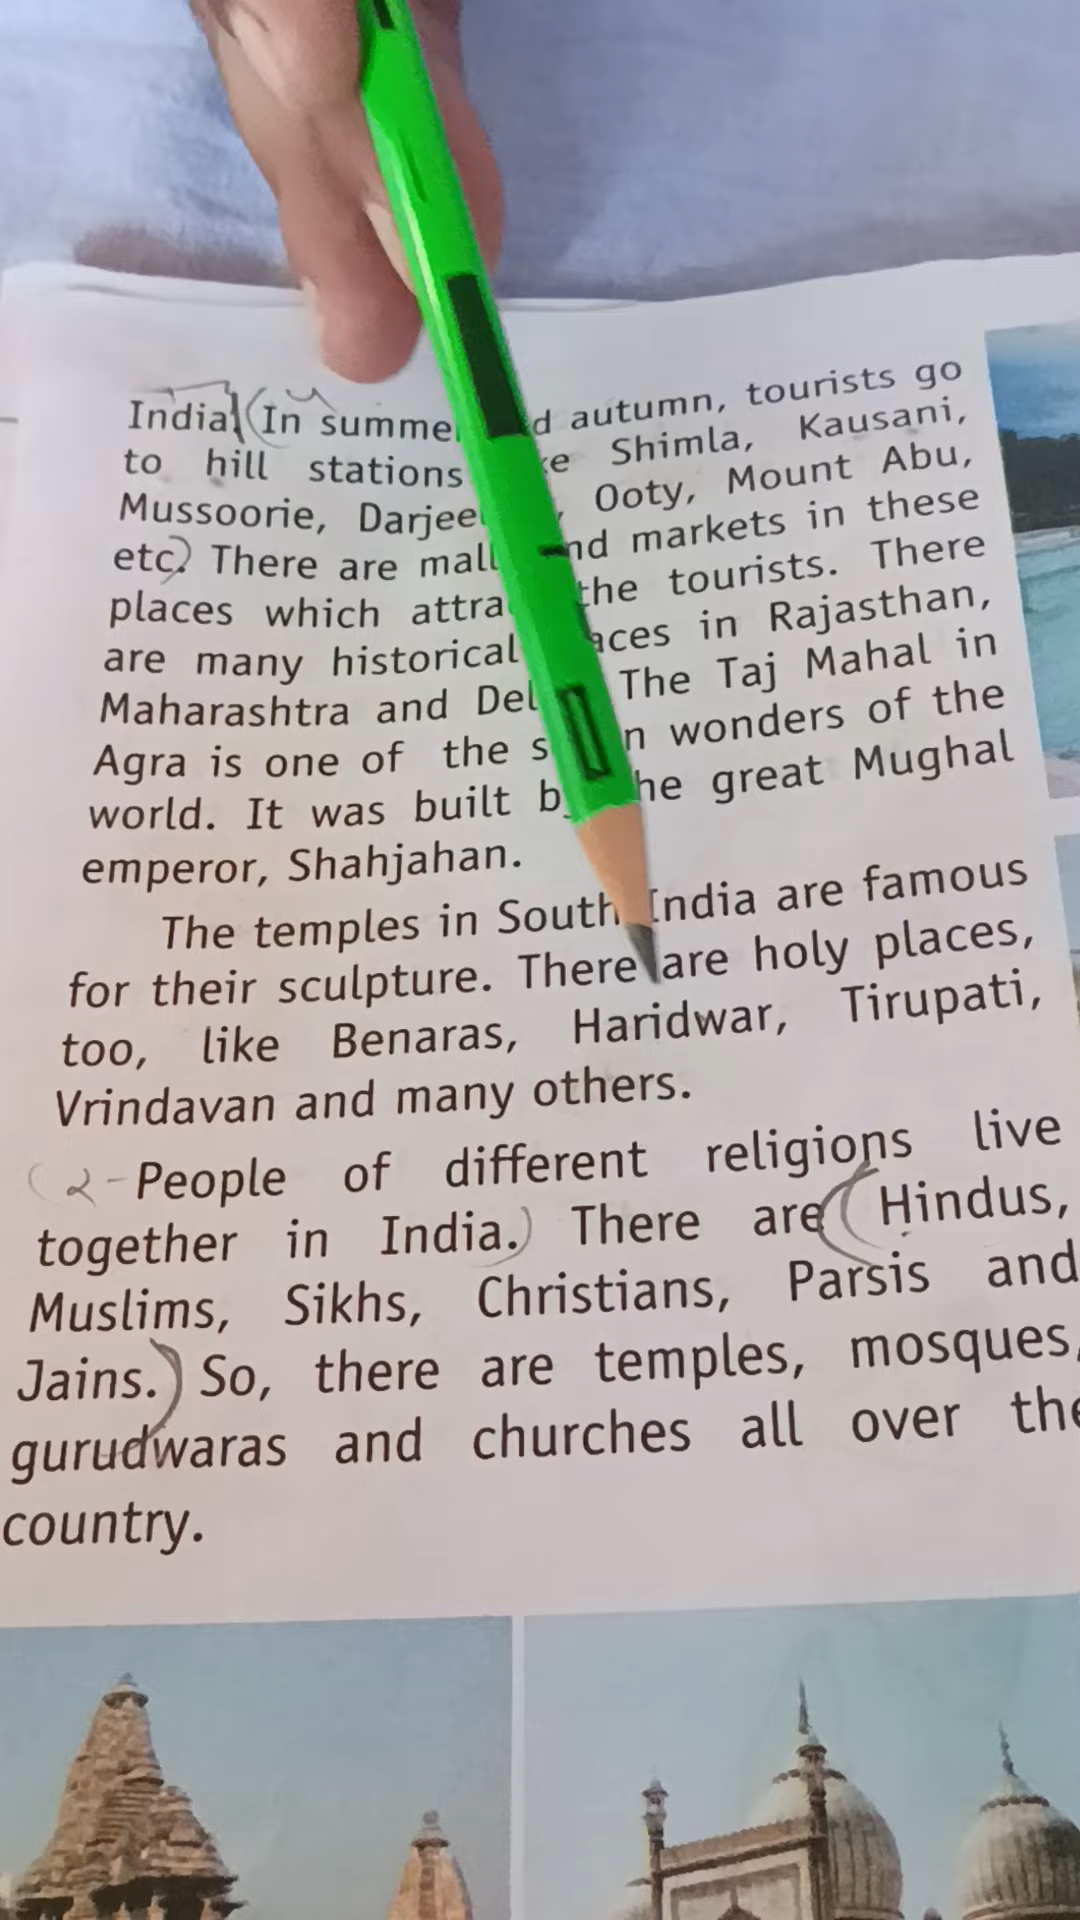 India. (In summe d autumn, tourists go
to hill stations Shimla, Kausani,
Mussoorie, Darjee , Ooty, Mount Abu,
etc.) There are mall nd markets in these
places which attra the tourists. There
are many historical aces in Rajasthan,
Maharashtra and Del The Taj Mahal in
Agra is one of the s n wonders of the
world. It was built b he great Mughal
emperor, Shahjahan.
The temples in South India are famous
for their sculpture. There are holy places,
too, like Benaras, Haridwar, Tirupati,
Vrindavan and many others.
(2- People of different religions live
together in India.) There are (Hindus,
Muslims, Sikhs, Christians, Parsis and
Jains.) So, there are temples, mosques,
gurudwaras and churches all over the
country.